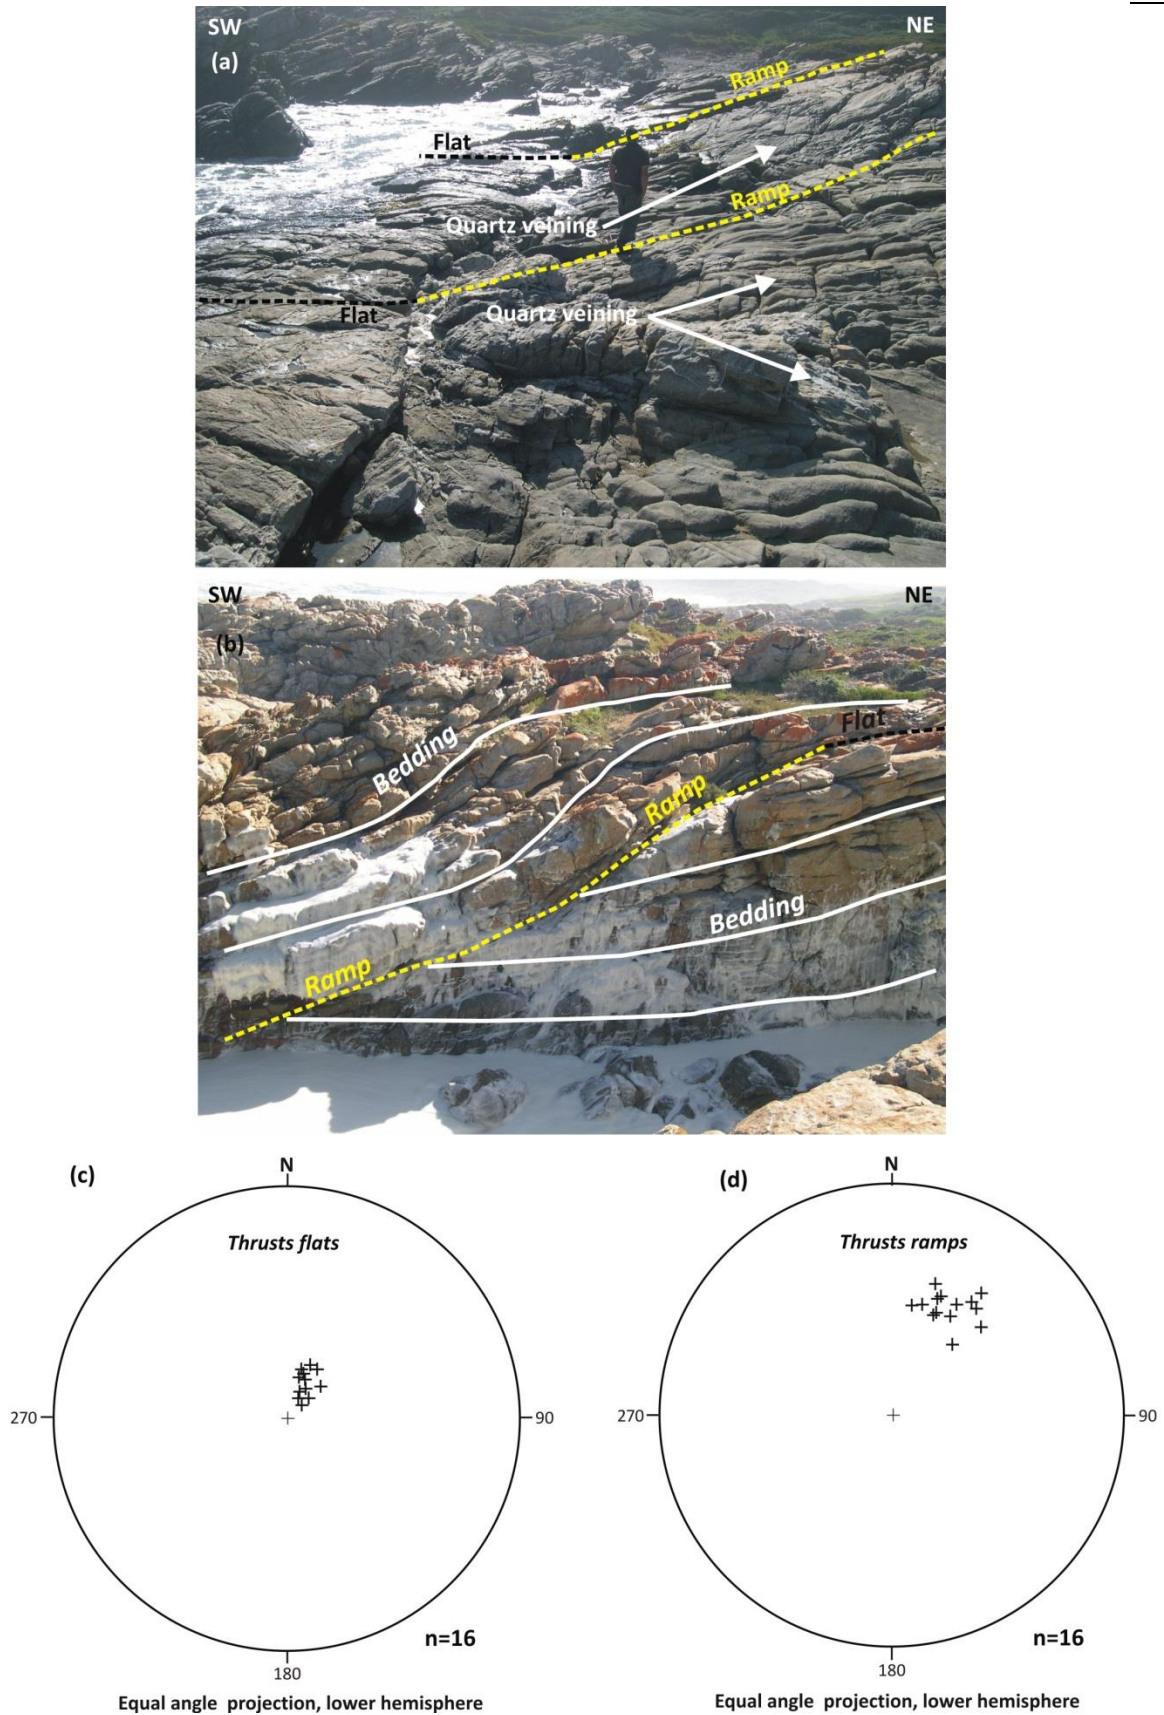 SW
NE
(a)
Ramp
Flat
Ramp
Quartz veining
Quartz veining
Flat
SW
NE
(b)
Flat
Bedding
Ramp
Bedding
Ramp
(c)
N
Thrusts flats
270
90
n=16
180
Equal angle projection, lower hemisphere
(d)
N
Thrusts ramps
270
90
n=16
180
Equal angle projection, lower hemisphere